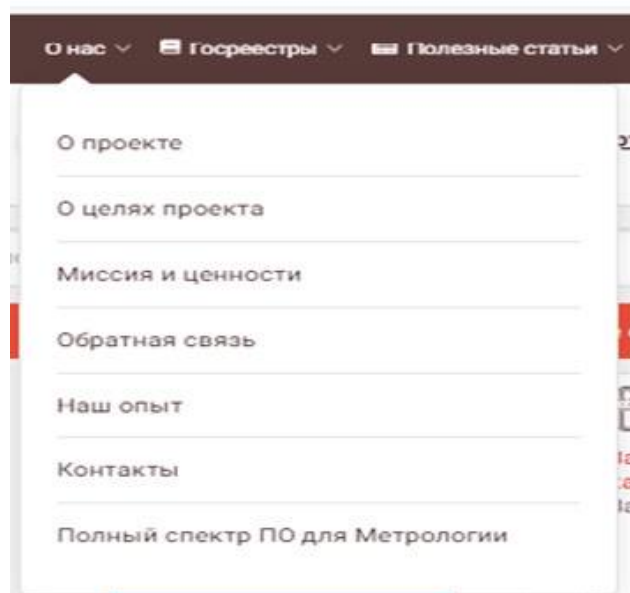 О нас Госреестры Полезные статьи
О проекте
О целях проекта
Миссия и ценности
Обратная связь
Наш опыт
Контакты
Полный спектр ПО для Метрологии